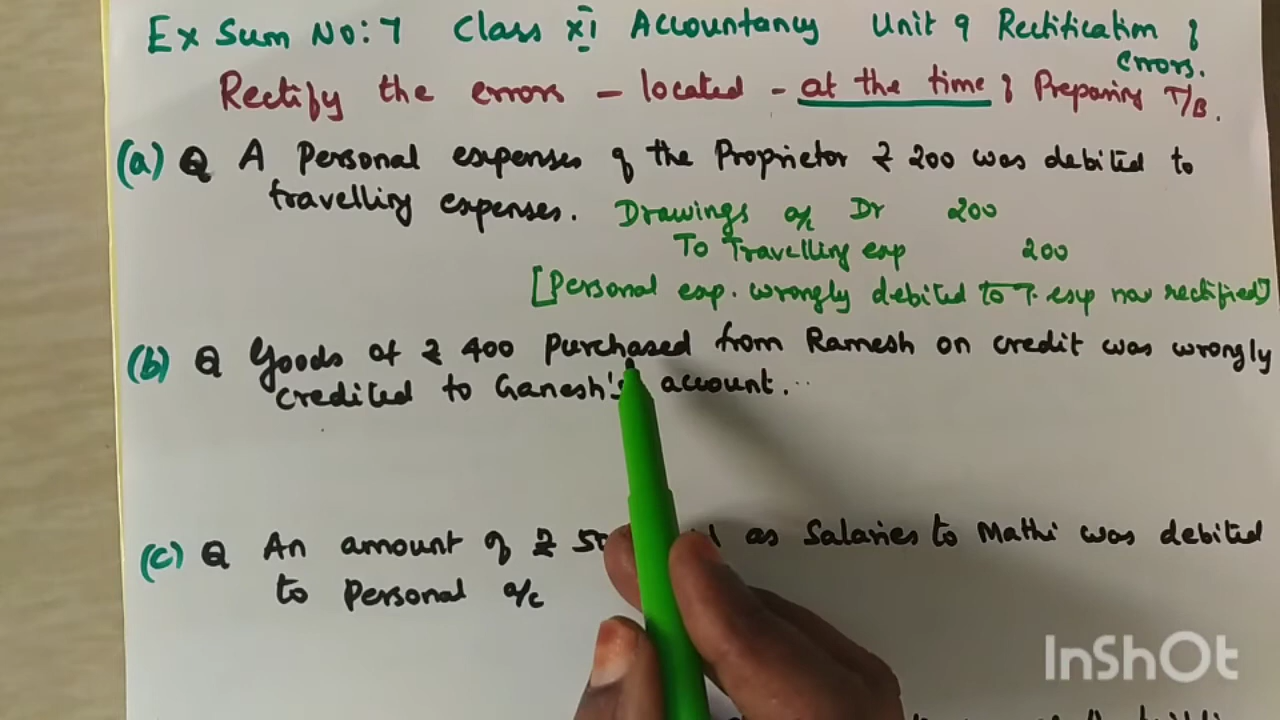 Ex Sum No:7 Class XI Accountancy Unit 9 Rectification of
Errors.
Rectify the errors – located - at the time of Preparing T/B.
(a) Q A Personal expenses of the Proprietor ₹ 200 was debited to
travelling expenses. Drawings a/c Dr 200
To Travelling exp 200
[Personal exp. wrongly debited to T. exp now rectified]
(b) Q Goods of ₹ 400 purchased from Ramesh on credit was wrongly
credited to Ganesh's account.
(c) Q An amount of ₹ as Salaries to Mathi was debited
to Personal a/c
InShOt